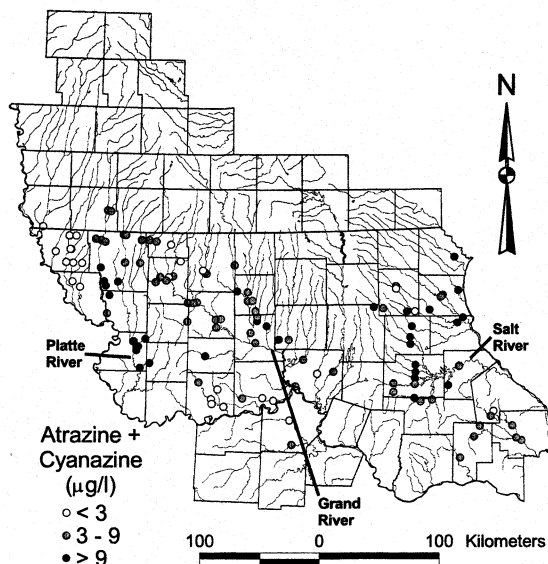 N
Platte
River
Salt
River
Grand
River
Atrazine +
Cyanazine
(μg/l)
< 3
3 - 9
> 9
100 0 100 Kilometers